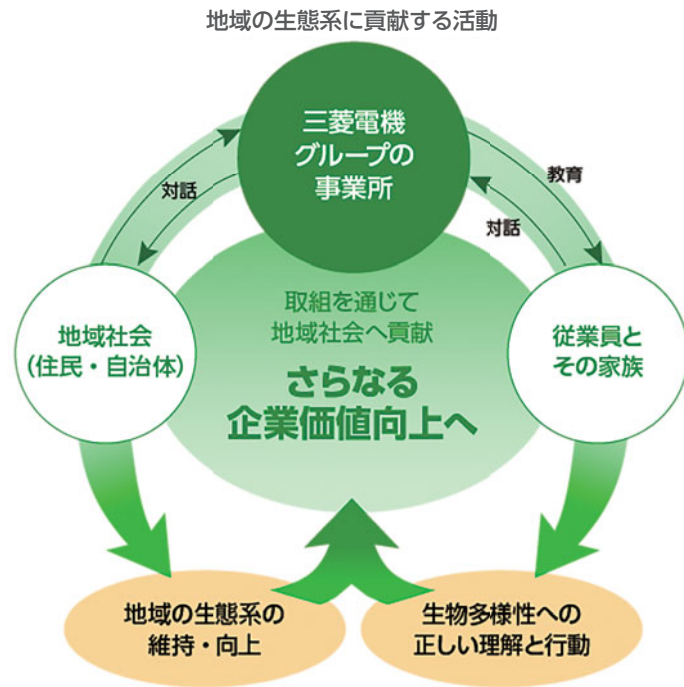 地域の生態系に貢献する活動
三菱電機
グループの
事業所
対話
教育
対話
取組を通じて
地域社会へ貢献
さらなる
企業価値向上へ
地域社会
(住民・自治体)
従業員と
その家族
地域の生態系の
維持・向上
生物多様性への
正しい理解と行動